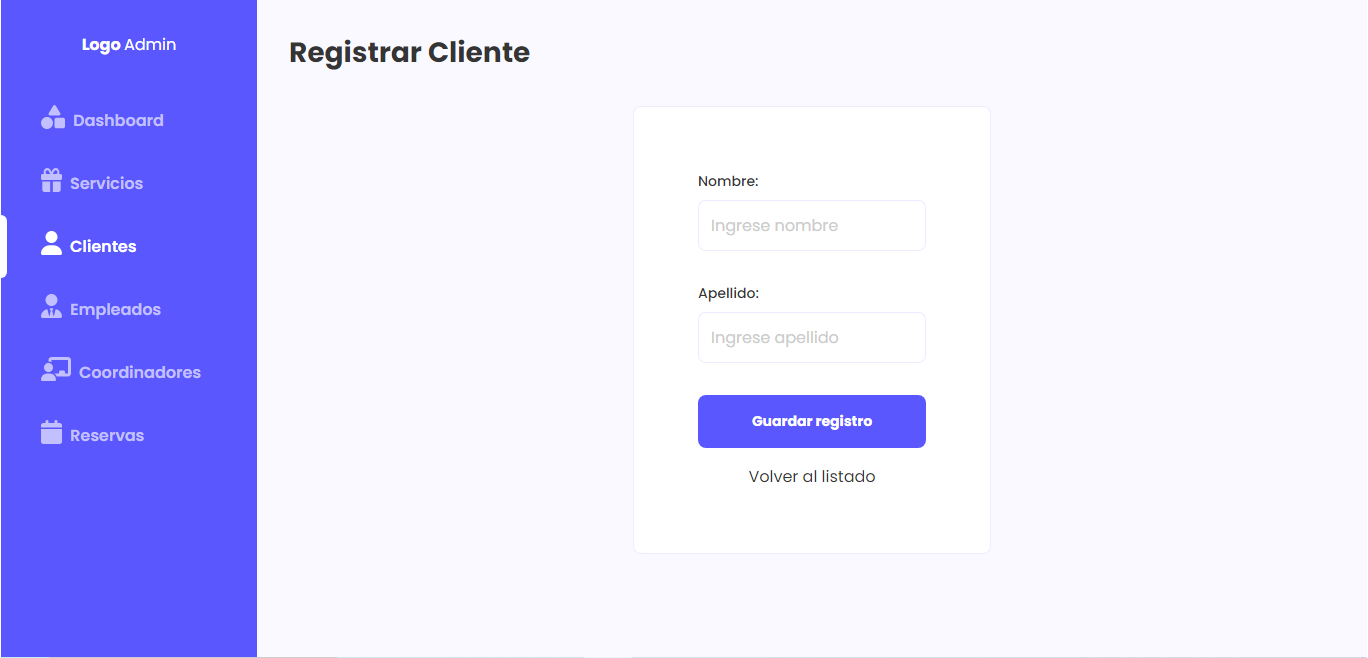 Logo Admin
Dashboard
Servicios
Clientes
Empleados
Coordinadores
Reservas
Registrar Cliente
Nombre:
Ingrese nombre
Apellido:
Ingrese apellido
Guardar registro
Volver al listado